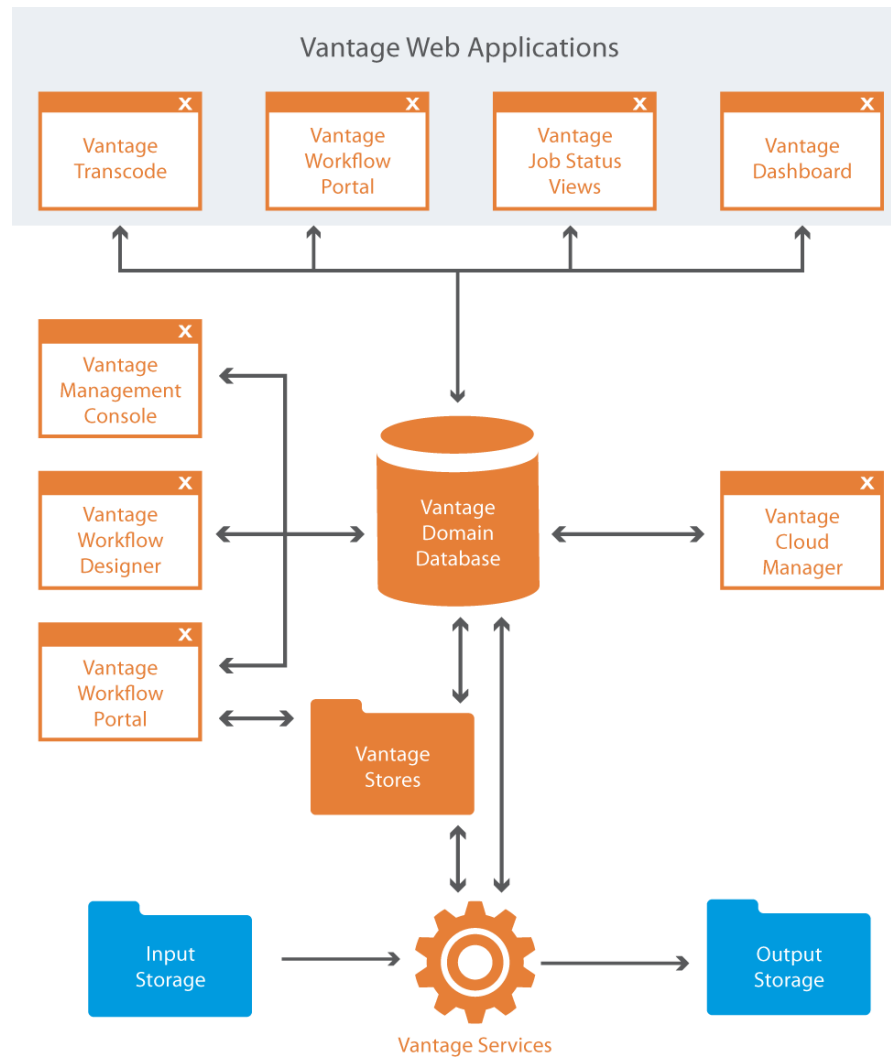 Vantage Web Applications
X
X
X
X
Vantage
Transcode
Vantage
Workflow
Portal
Vantage
Job Status
Views
Vantage
Dashboard
X
Vantage
Management
Console
X
Vantage
Workflow
Designer
Vantage
Domain
Database
X
Vantage
Cloud
Manager
X
Vantage
Workflow
Portal
Vantage
Stores
Input
Storage
Output
Storage
Vantage Services